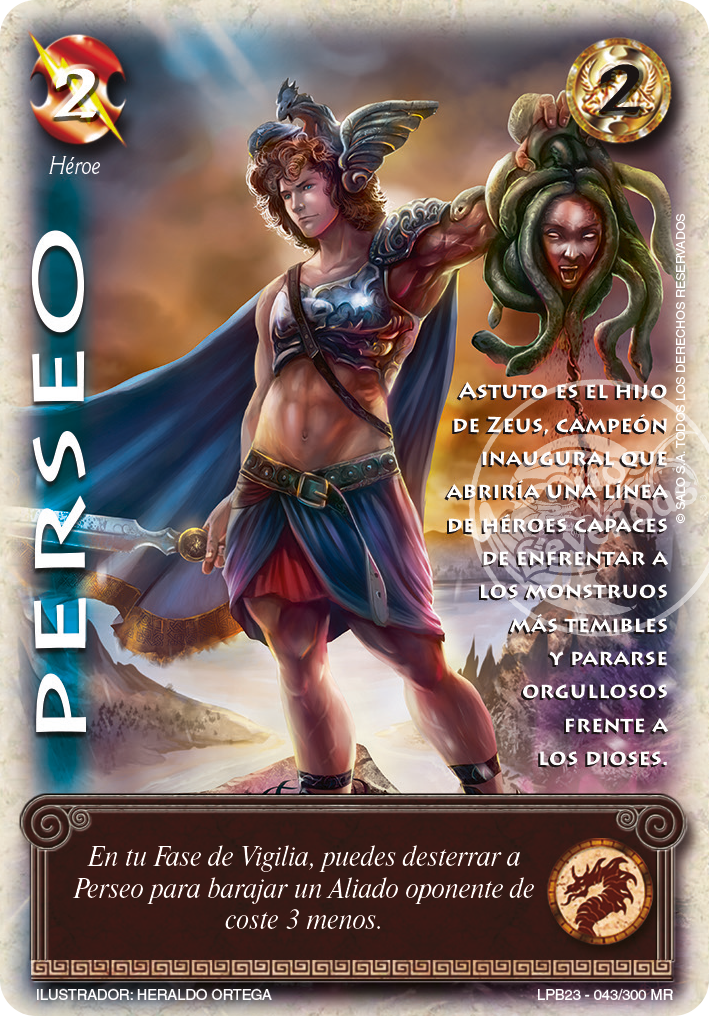 2
2
Héroe
PERSEO
ASTUTO ES EL HIJO
DE ZEUS, CAMPEÓN
INAUGURAL QUE
ABRIRÍA UNA LÍNEA
DE HÉROES CAPACES
DE ENFRENTAR A
LOS MONSTRUOS
MÁS TEMIBLES
Y PARARSE
ORGULLOSOS
FRENTE A
LOS DIOSES.
© SALO S.A. TODOS LOS DERECHOS RESERVADOS
En tu Fase de Vigilia, puedes desterrar a
Perseo para barajar un Aliado oponente de
coste 3 menos.
ILUSTRADOR: HERALDO ORTEGA
LPB23 - 043/300 MR